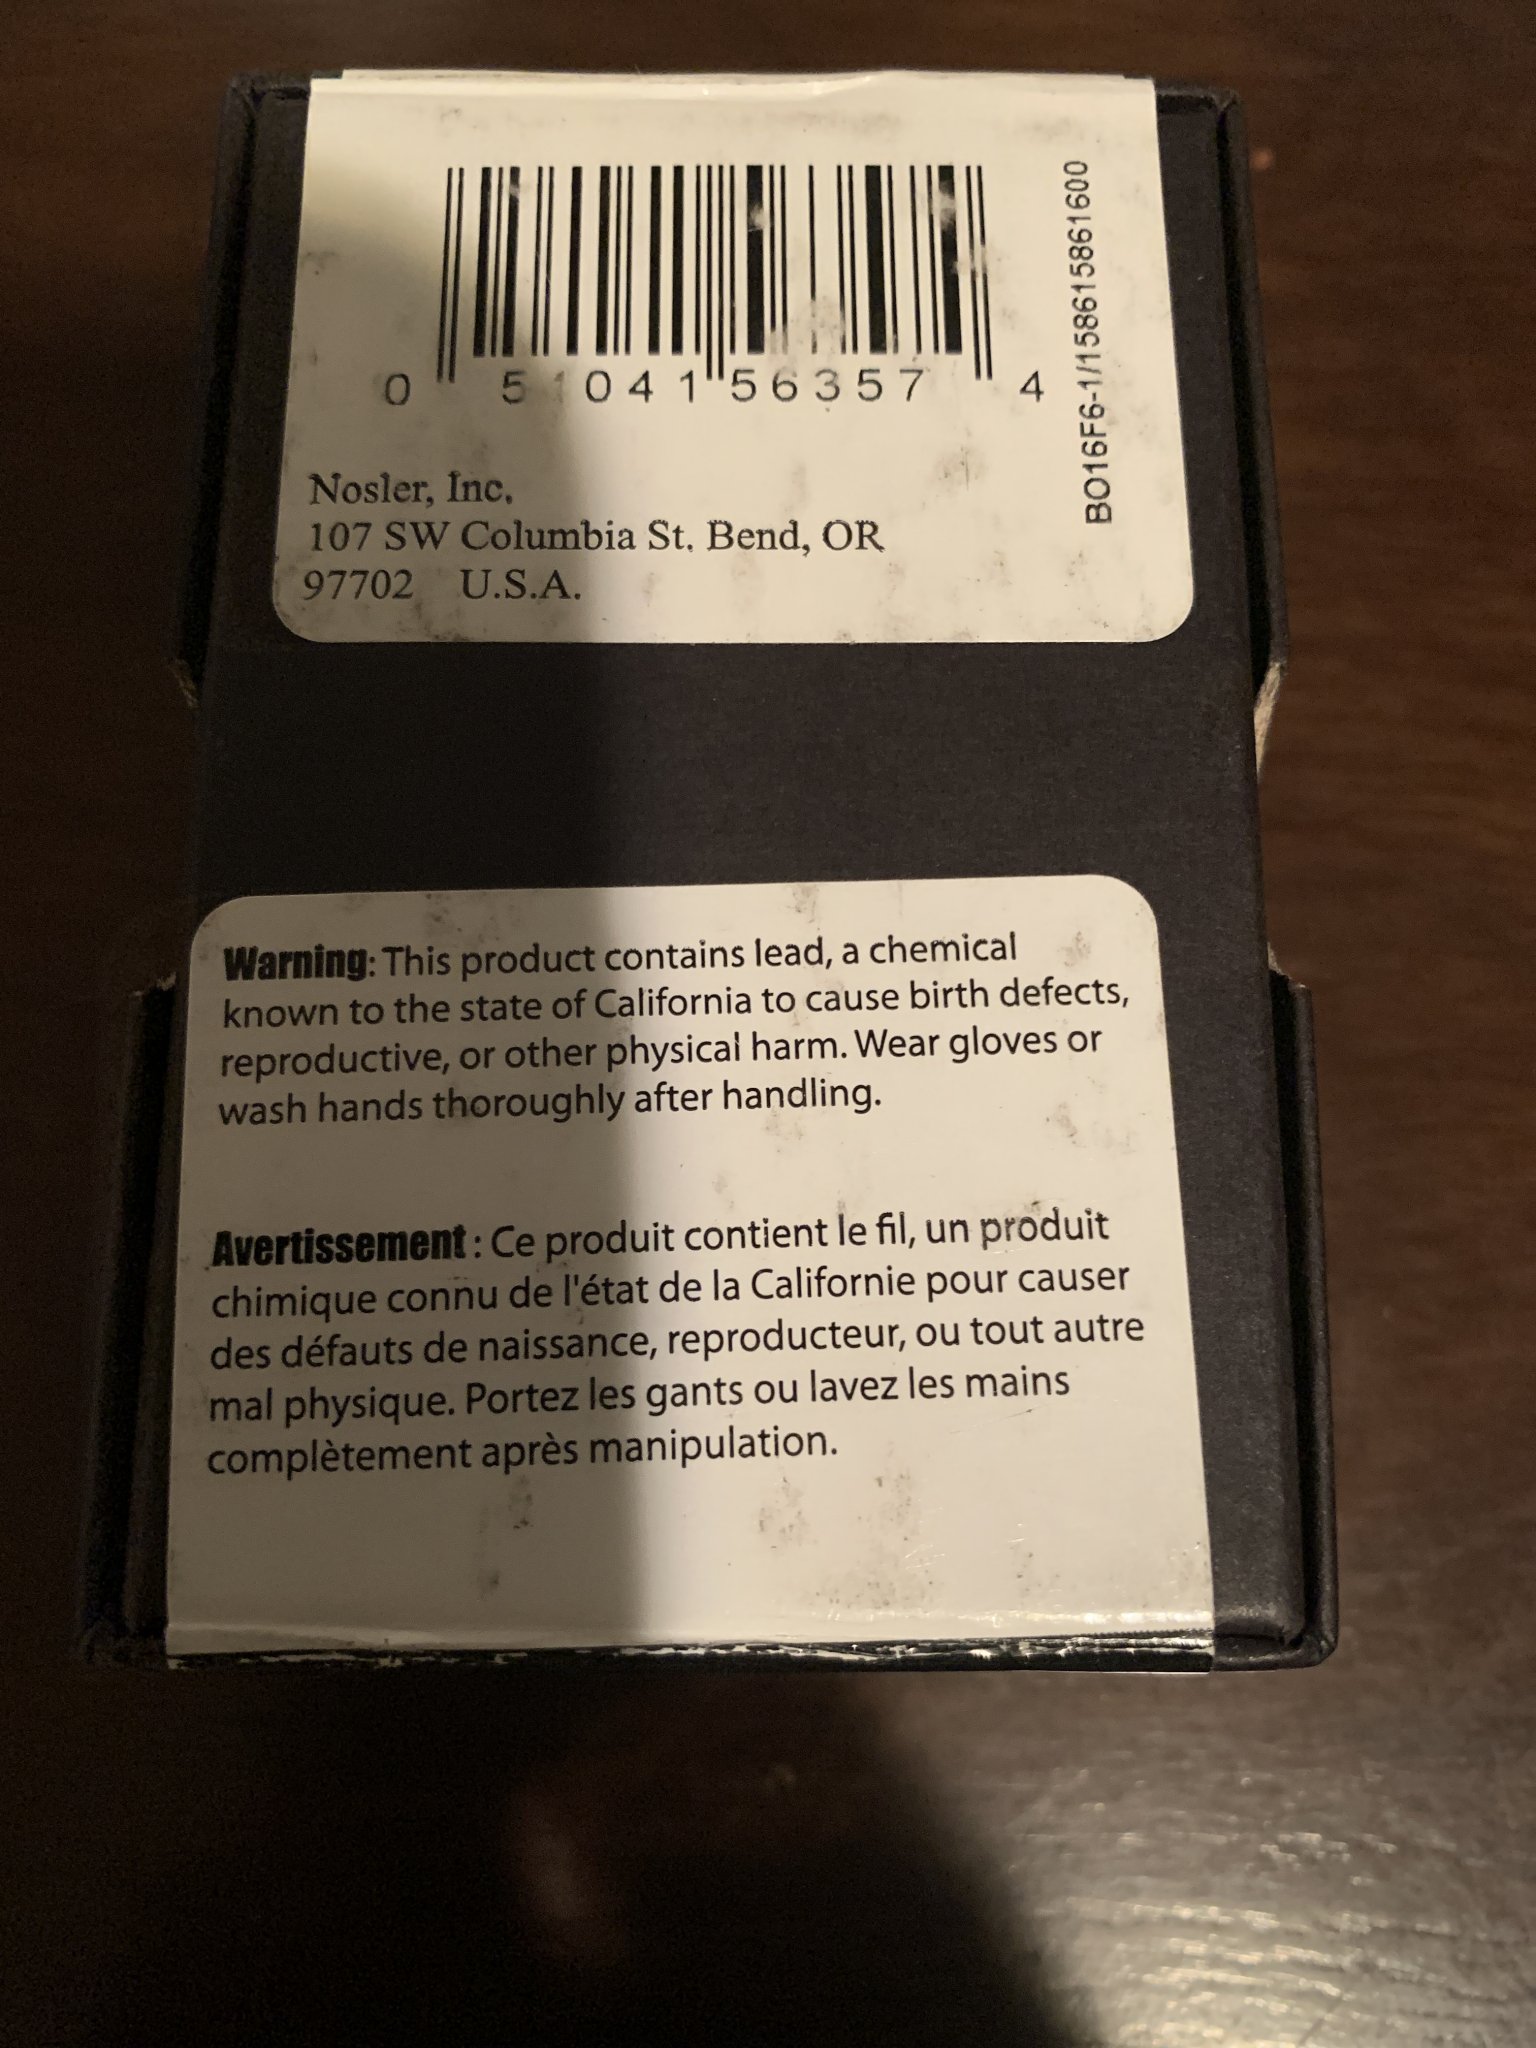 0 51041 56357 4
BO16F6-1/158615861600
Nosler, Inc.
107 SW Columbia St. Bend, OR
97702 U.S.A.
Warning: This product contains lead, a chemical
known to the state of California to cause birth defects,
reproductive, or other physical harm. Wear gloves or
wash hands thoroughly after handling.
Avertissement : Ce produit contient le fil, un produit
chimique connu de l'état de la Californie pour causer
des défauts de naissance, reproducteur, ou tout autre
mal physique. Portez les gants ou lavez les mains
complètement après manipulation.